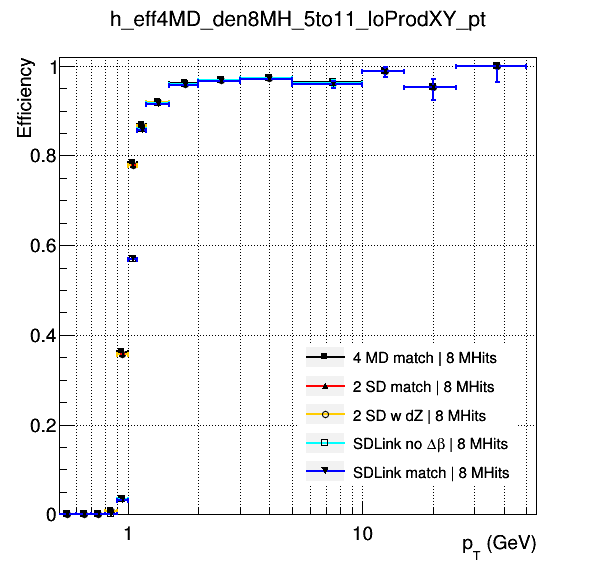 h_eff4MD_den8MH_5to11_loProdXY_pt
Efficiency
1
0.8
0.6
0.4
0.2
0
4 MD match | 8 MHits
2 SD match | 8 MHits
2 SD w dZ | 8 MHits
SDLink no Δβ | 8 MHits
SDLink match | 8 MHits
1 10
p_T (GeV)